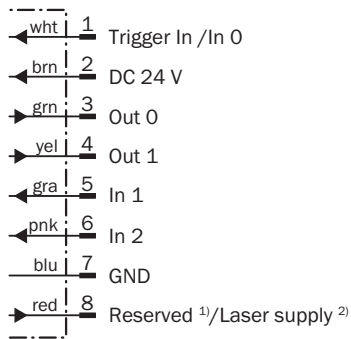 wht 1 Trigger In /In 0
brn 2 DC 24 V
grn 3 Out 0
yel 4 Out 1
gra 5 In 1
pnk 6 In 2
blu 7 GND
red 8 Reserved ¹⁾/Laser supply ²⁾